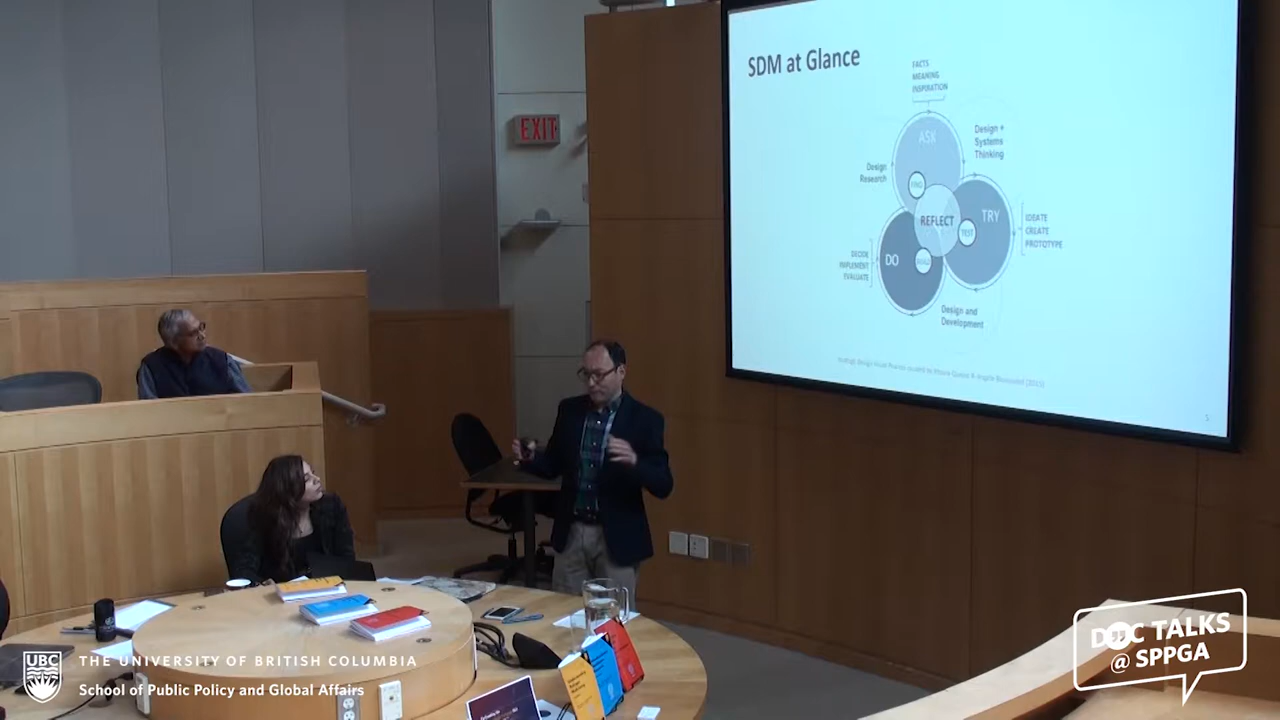 SDM at Glance
FACTS
MEANING
INSPIRATION
ASK
Design +
Systems
Thinking
Design
Research
FIND
REFLECT
TRY
TEST
IDEATE
CREATE
PROTOTYPE
DO
DECIDE
IMPLEMENT
EVALUATE
Design and
Development
5
EXIT
UBC
THE UNIVERSITY OF BRITISH COLUMBIA
School of Public Policy and Global Affairs
DOC TALKS
@ SPPGA